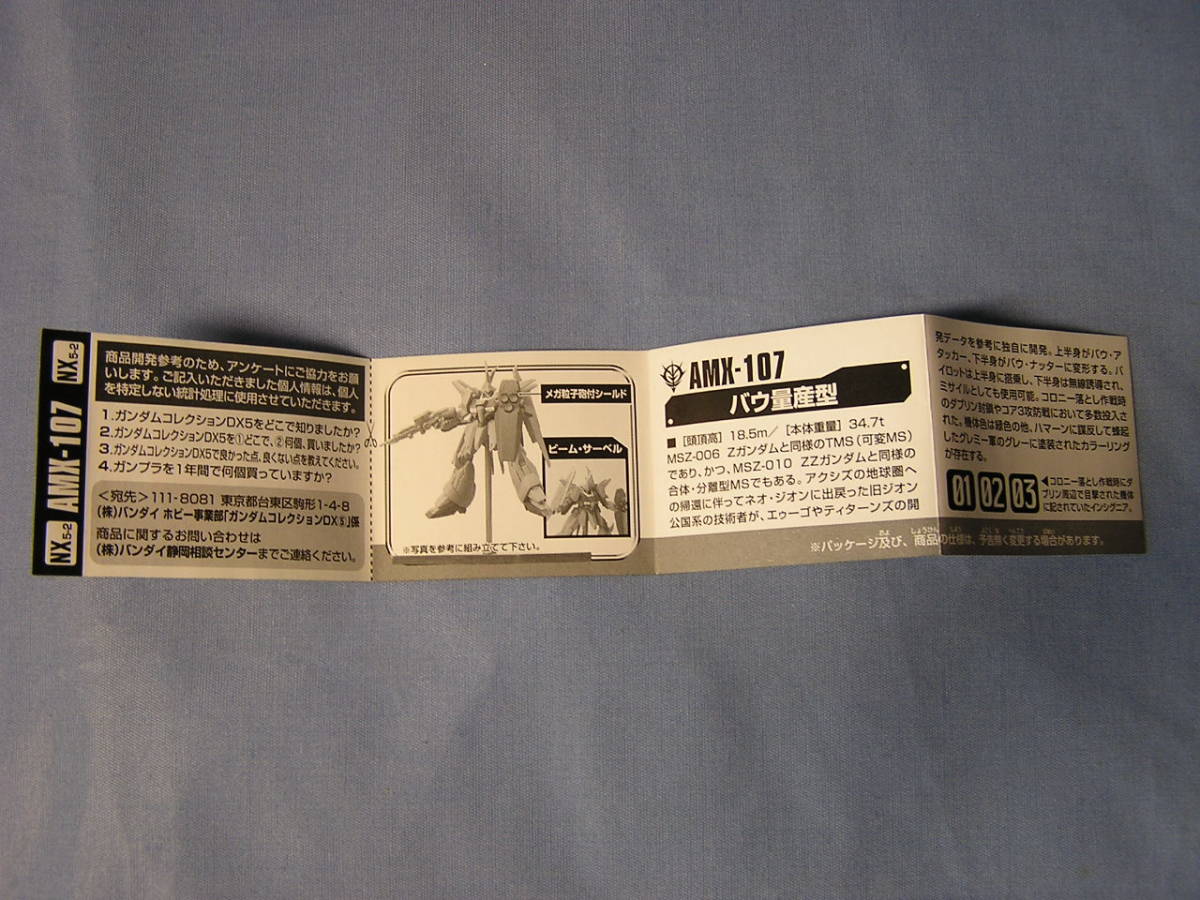 NX 5-2
AMX-107
NX 5-2
商品開発参考のため、アンケートにご協力をお願
いします。ご記入いただきました個人情報は、個人
を特定しない統計処理に使用させていただきます。
1.ガンダムコレクションDX5をどこで知りましたか?
2.ガンダムコレクションDX5を①どこで、②何個、買いましたか?
3.ガンダムコレクションDX5で良かった点、良くない点を教えてください。
4.ガンプラを1年間で何個買っていますか?
<宛先>111-8081 東京都台東区駒形1-4-8
(株)バンダイ ホビー事業部「ガンダムコレクションDX⑤」係
商品に関するお問い合わせは
(株)バンダイ静岡相談センターまでご連絡ください。
メガ粒子砲付シールド
ビーム・サーベル
※写真を参考に組み立てて下さい。
AMX-107
バウ量産型
■[頭頂高] 18.5m/[本体重量] 34.7t
MSZ-006 Zガンダムと同様のTMS(可変MS)
であり、かつ、MSZ-010 ZZガンダムと同様の
合体・分離型MSでもある。アクシズの地球圏へ
の帰還に伴ってネオ・ジオンに出戻った旧ジオン
公国系の技術者が、エゥーゴやティターンズの開
発データを参考に独自に開発。上半身がバウ・ア
タッカー、下半身がバウ・ナッターに変形する。パ
イロットは上半身に搭乗し、下半身は無線誘導され、
ミサイルとしても使用可能。コロニー落とし作戦時
のダブリン封鎖やコア3攻防戦において多数投入さ
れた。機体色は緑色の他、ハマーンに謀反して蜂起
したグレミー軍のグレーに塗装されたカラーリング
が存在する。
01 02 03
◀コロニー落とし作戦時にダ
ブリン周辺で目撃された機体
に記されていたインシグニア。
※パッケージ及び、商品の仕様は、予告無く変更する場合があります。